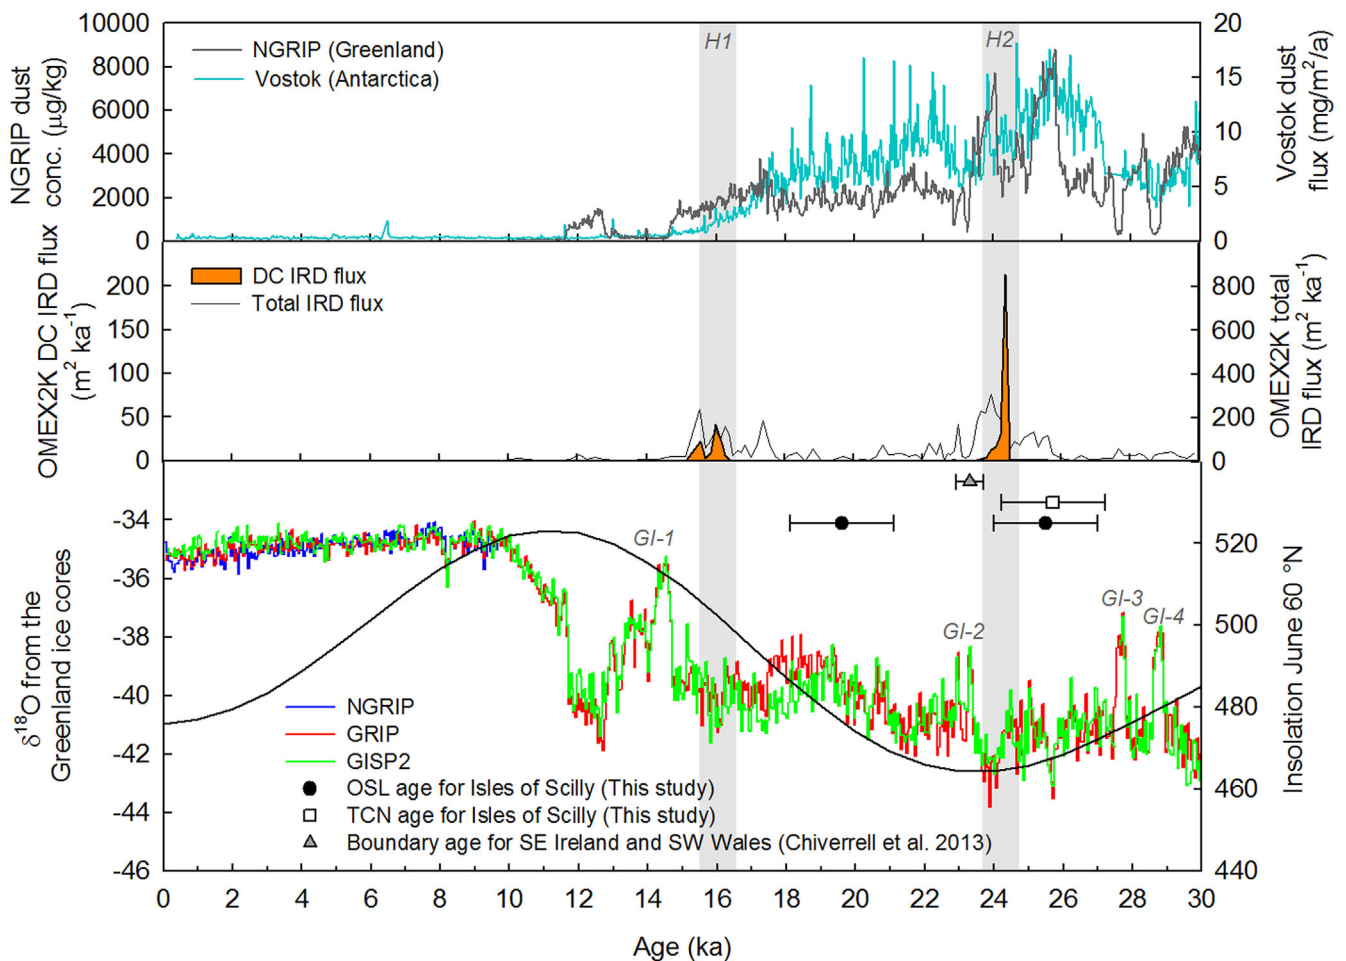 10000
8000
6000
4000
2000
0
NGRIP dust
conc. (μg/kg)
NGRIP (Greenland)
Vostok (Antarctica)
H1
H2
20
15
10
5
0
Vostok dust
flux (mg/m²/a)
200
150
100
50
0
OMEX2K DC IRD flux
(m² ka⁻¹)
DC IRD flux
Total IRD flux
800
600
400
200
0
OMEX2K total
IRD flux (m² ka⁻¹)
-34
-36
-38
-40
-42
-44
-46
δ¹⁸O from the
Greenland ice cores
GI-1
GI-2
GI-3
GI-4
520
500
480
460
440
Insolation June 60 °N
NGRIP
GRIP
GISP2
OSL age for Isles of Scilly (This study)
TCN age for Isles of Scilly (This study)
Boundary age for SE Ireland and SW Wales (Chiverrell et al. 2013)
0 2 4 6 8 10 12 14 16 18 20 22 24 26 28 30
Age (ka)